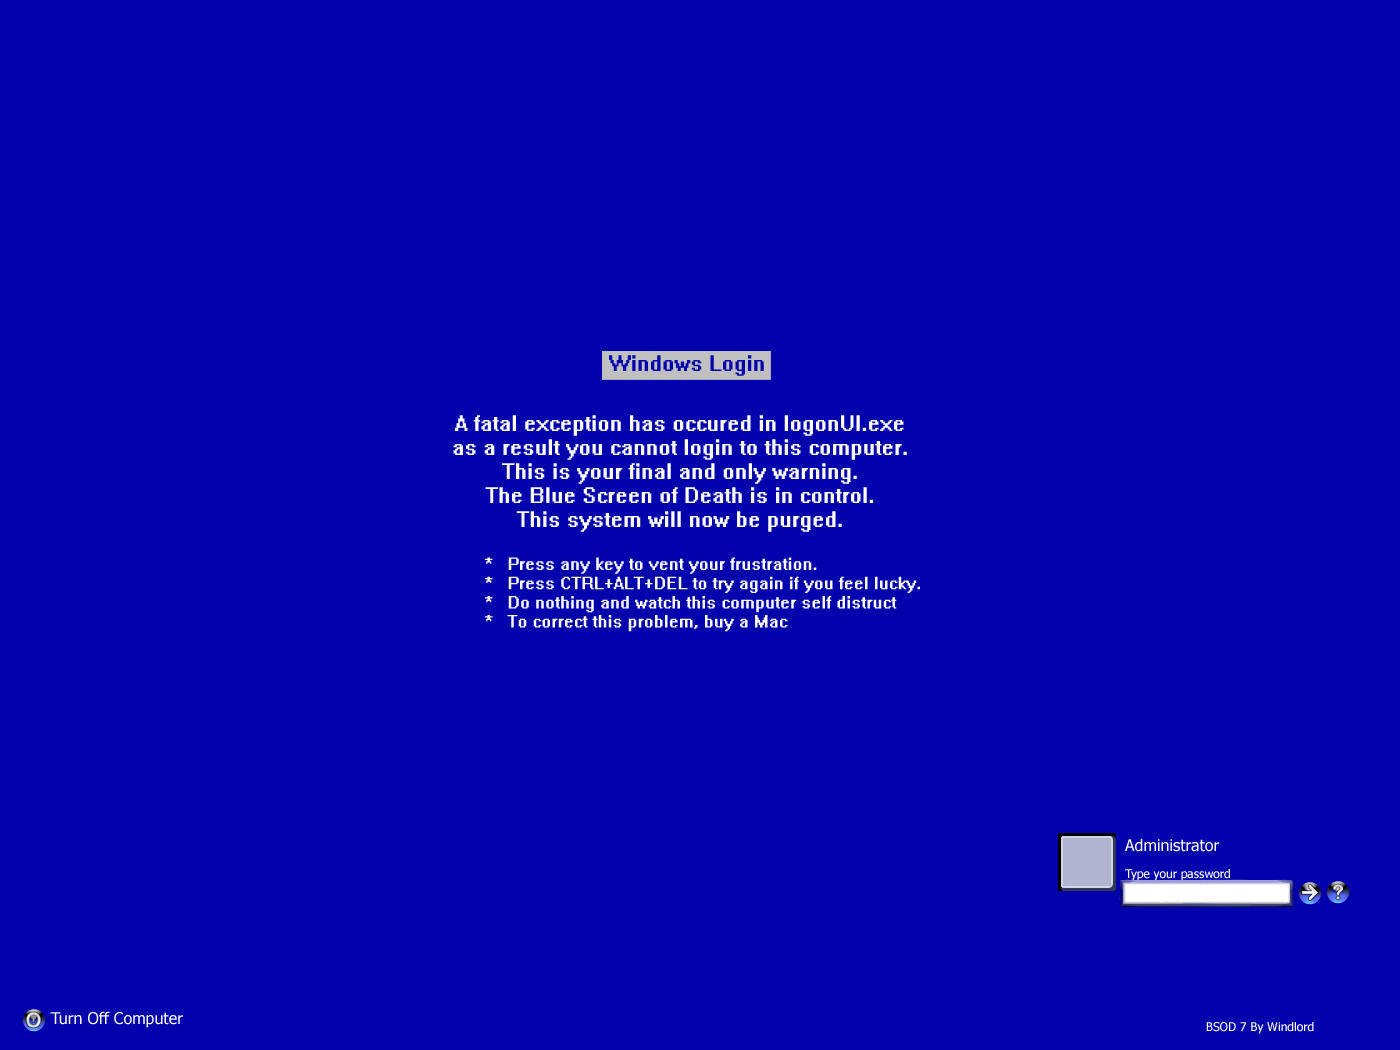 Windows Login
A fatal exception has occured in logonUI.exe
as a result you cannot login to this computer.
This is your final and only warning.
The Blue Screen of Death is in control.
This system will now be purged.
* Press any key to vent your frustration.
* Press CTRL+ALT+DEL to try again if you feel lucky.
* Do nothing and watch this computer self distruct
* To correct this problem, buy a Mac
Administrator
Type your password
?
Turn Off Computer
BSOD 7 By Windlord